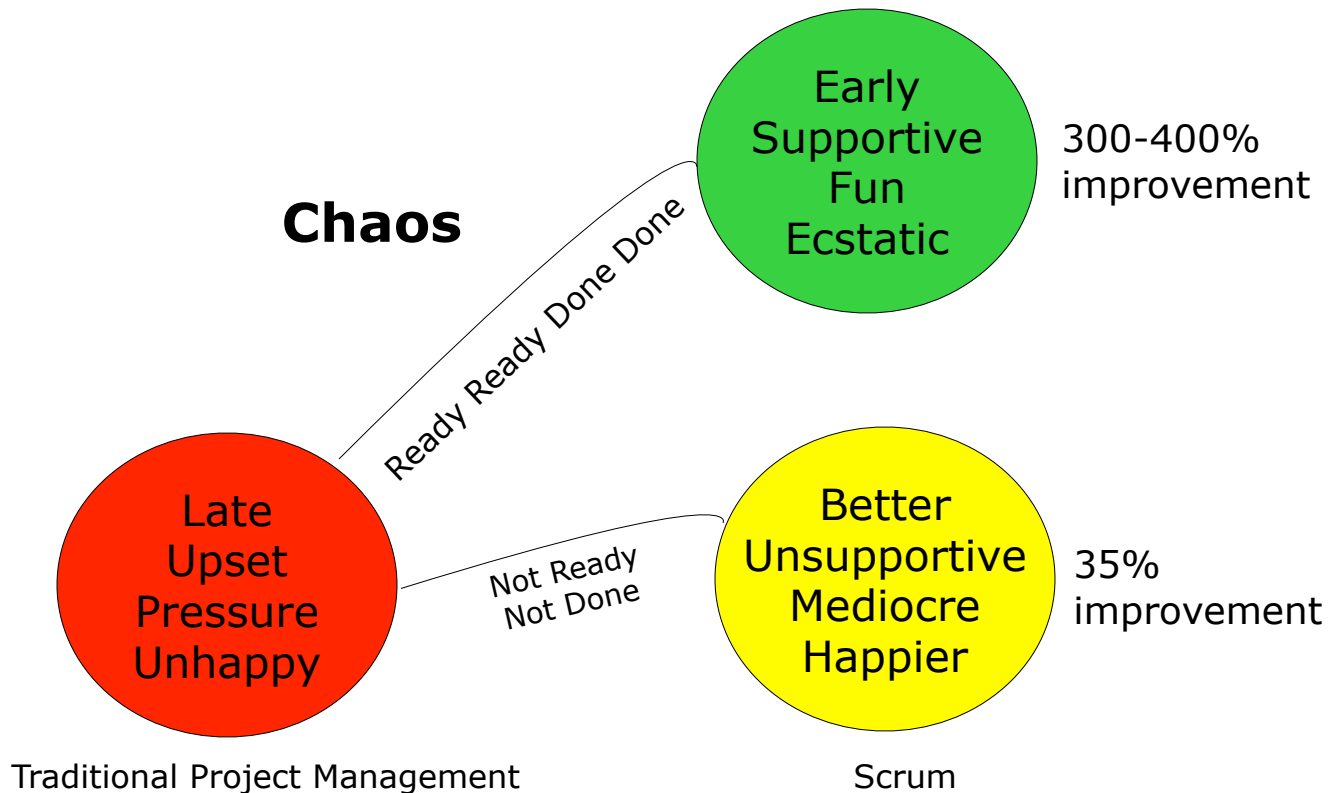 Early
Supportive
Fun
Ecstatic
300-400%
improvement
Chaos
Ready Ready Done Done
Late
Upset
Pressure
Unhappy
Not Ready
Not Done
Better
Unsupportive
Mediocre
Happier
35%
improvement
Traditional Project Management
Scrum